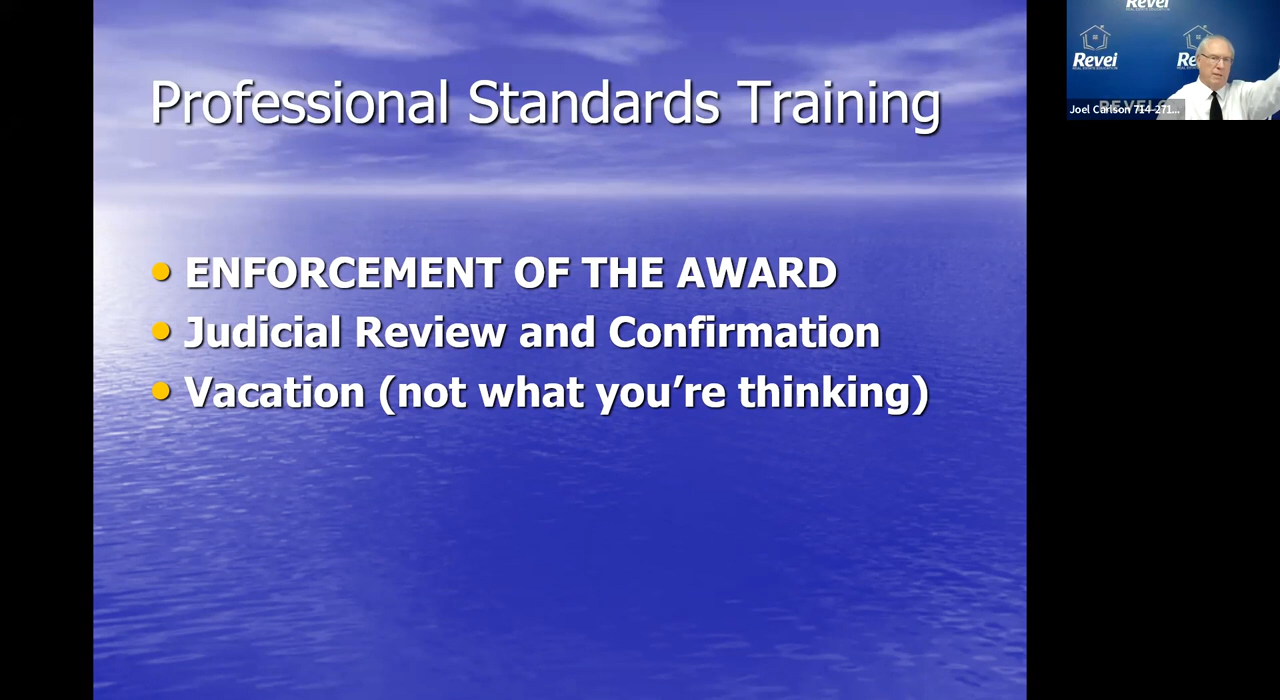 Professional Standards Training
• ENFORCEMENT OF THE AWARD
• Judicial Review and Confirmation
• Vacation (not what you’re thinking)
Revei
Revei
Re
Joel Carlson 714-271...